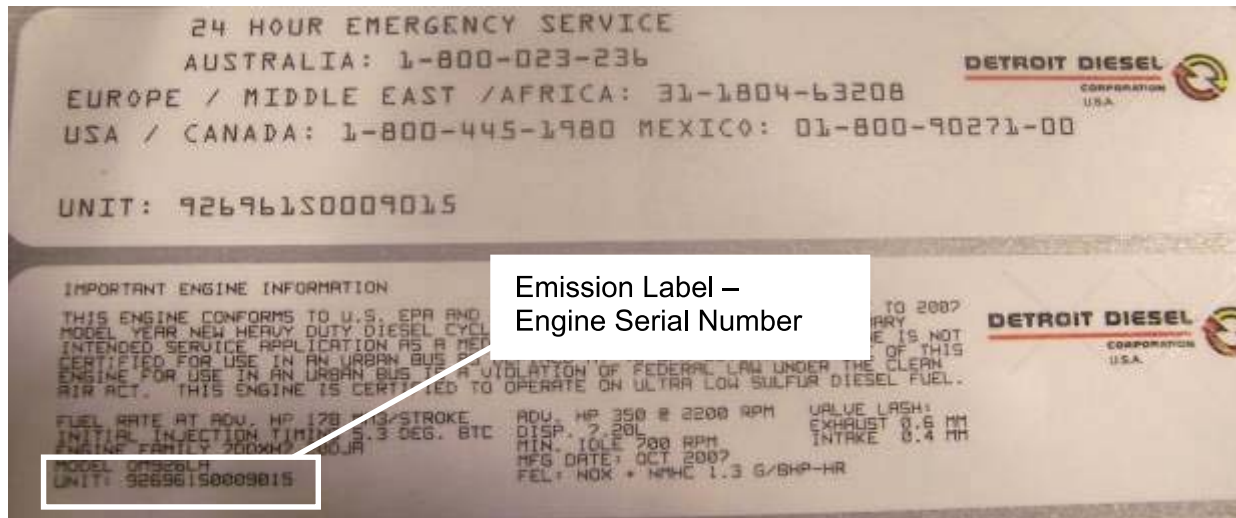 24 HOUR EMERGENCY SERVICE
AUSTRALIA: 1-800-023-236
EUROPE / MIDDLE EAST /AFRICA: 31-1804-63208
USA / CANADA: 1-800-445-1980 MEXICO: 01-800-90271-00
DETROIT DIESEL
CORPORATION
USA
UNIT: 926961S0009015
Emission Label –
Engine Serial Number
IMPORTANT ENGINE INFORMATION
THIS ENGINE CONFORMS TO U.S. EPA AND TO 2007
MODEL YEAR NEW HEAVY DUTY DIESEL CYCL
INTENDED SERVICE APPLICATION AS A IS NOT
CERTIFIED FOR USE IN AN URBAN BUS OF THIS
ENGINE FOR USE IN AN URBAN BUS IS A VIOLATION OF FEDERAL LAW UNDER THE CLEAN
AIR ACT. THIS ENGINE IS CERTIFIED TO OPERATE ON ULTRA LOW SULFUR DIESEL FUEL.
DETROIT DIESEL
CORPORATION
U.S.A.
FUEL RATE AT ADV. HP 178 MM3/STROKE
INITIAL INJECTION TIMING 5.3 DEG. BTC
ENGINE FAMILY
MODEL OM926LA
UNIT: 926961S0009015
ADV. HP 350 @ 2200 RPM
DISP. 7.20L
MIN. IDLE 700 RPM
MFG DATE: OCT 2007
FEL: NOX + NMHC 1.3 G/BHP-HR
VALVE LASH:
EXHAUST 0.6 MM
INTAKE 0.4 MM